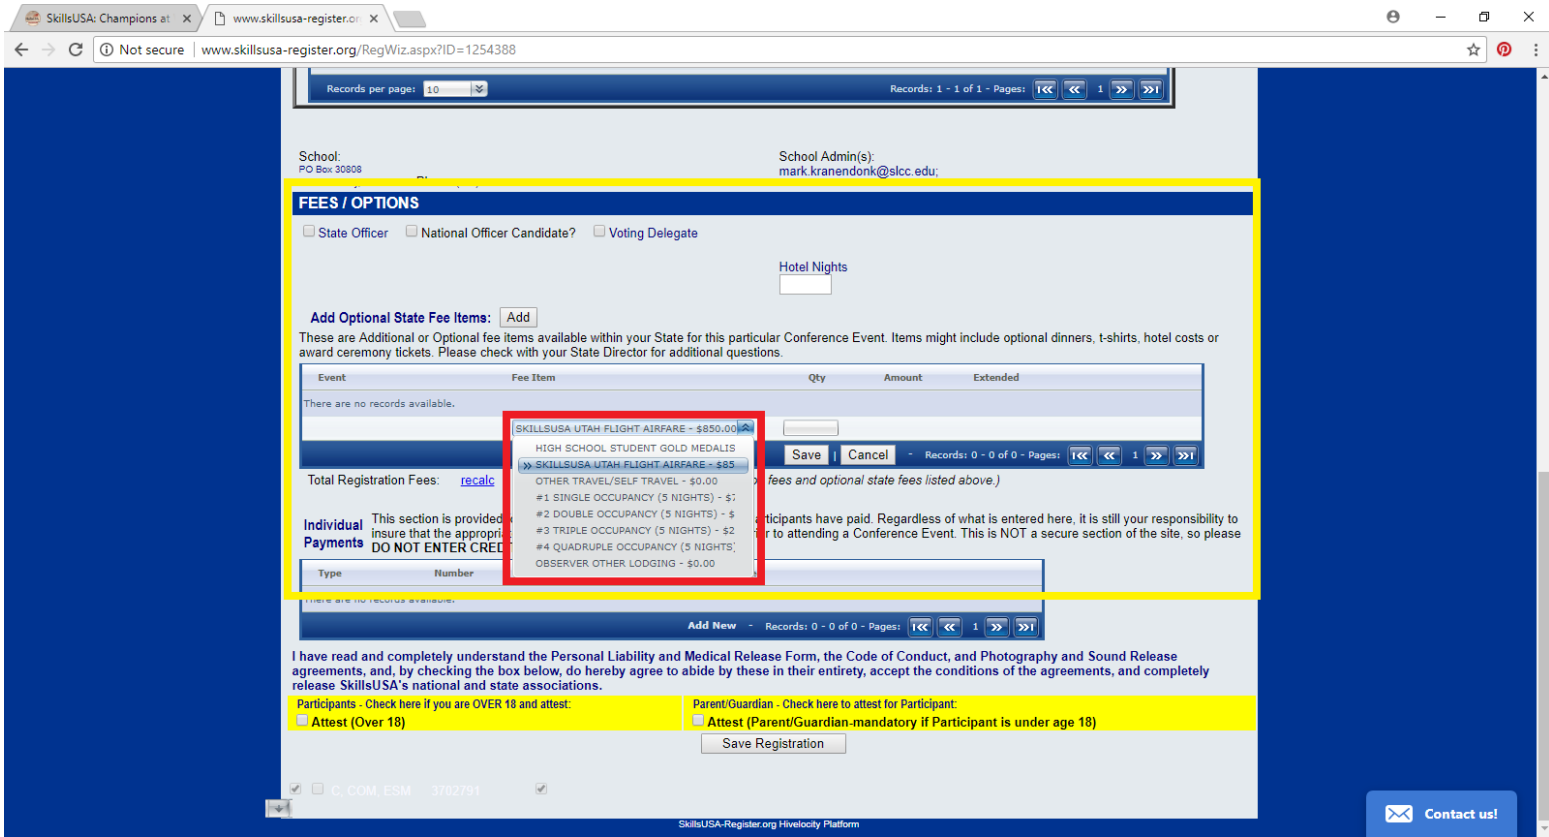 SkillsUSA: Champions at
www.skillsusa-register.or
Not secure | www.skillsusa-register.org/RegWiz.aspx?ID=1254388
Records per page: 10 Records: 1 - 1 of 1 - Pages: 1
School: School Admin(s):
PO Box 30808 mark.kranendonk@slcc.edu;
FEES / OPTIONS
State Officer National Officer Candidate? Voting Delegate
Hotel Nights
Add Optional State Fee Items: Add
These are Additional or Optional fee items available within your State for this particular Conference Event. Items might include optional dinners, t-shirts, hotel costs or
award ceremony tickets. Please check with your State Director for additional questions.
Event Fee Item Qty Amount Extended
There are no records available.
SKILLSUSA UTAH FLIGHT AIRFARE - $850.00
HIGH SCHOOL STUDENT GOLD MEDALIS
Save | Cancel - Records: 0 - 0 of 0 - Pages: 1
» SKILLSUSA UTAH FLIGHT AIRFARE - $85
Total Registration Fees: recalc fees and optional state fees listed above.)
OTHER TRAVEL/SELF TRAVEL - $0.00
#1 SINGLE OCCUPANCY (5 NIGHTS) - $7
#2 DOUBLE OCCUPANCY (5 NIGHTS) - $
#3 TRIPLE OCCUPANCY (5 NIGHTS) - $2
#4 QUADRUPLE OCCUPANCY (5 NIGHTS)
OBSERVER OTHER LODGING - $0.00
Individual Payments
This section is provided ticipants have paid. Regardless of what is entered here, it is still your responsibility to
insure that the appropria r to attending a Conference Event. This is NOT a secure section of the site, so please
DO NOT ENTER CRED
Type Number
There are no records available.
Add New - Records: 0 - 0 of 0 - Pages: 1
I have read and completely understand the Personal Liability and Medical Release Form, the Code of Conduct, and Photography and Sound Release
agreements, and, by checking the box below, do hereby agree to abide by these in their entirety, accept the conditions of the agreements, and completely
release SkillsUSA's national and state associations.
Participants - Check here if you are OVER 18 and attest: Parent/Guardian - Check here to attest for Participant:
Attest (Over 18) Attest (Parent/Guardian-mandatory if Participant is under age 18)
Save Registration
C, COM, ESM 3702791
Contact us!
SkillsUSA-Register.org Hivelocity Platform